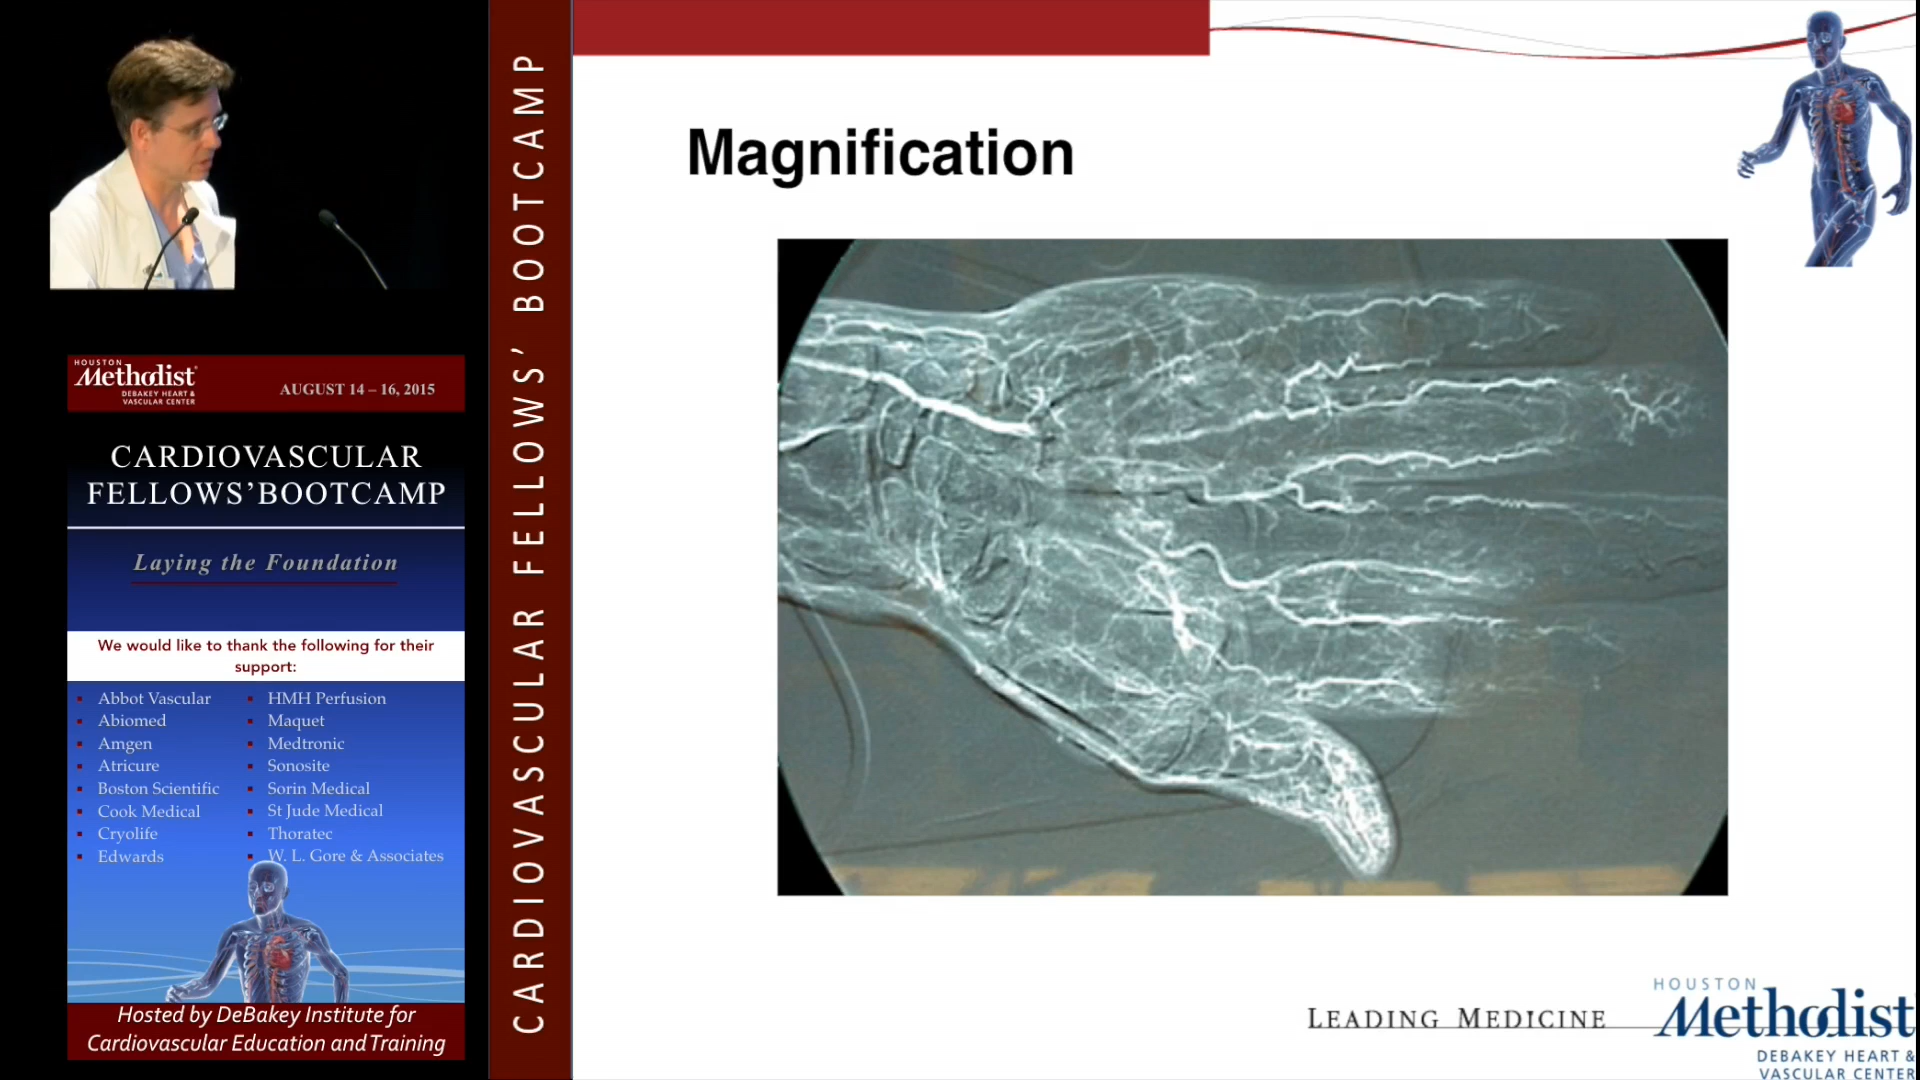 HOUSTON
Methodist
DEBAKEY HEART &
VASCULAR CENTER
AUGUST 14 – 16, 2015
CARDIOVASCULAR
FELLOWS'BOOTCAMP
Laying the Foundation
We would like to thank the following for their
support:
Abbot Vascular
Abiomed
Amgen
Atricure
Boston Scientific
Cook Medical
Cryolife
Edwards
HMH Perfusion
Maquet
Medtronic
Sonosite
Sorin Medical
St Jude Medical
Thoratec
W. L. Gore & Associates
Hosted by DeBakey Institute for
Cardiovascular Education and Training
CARDIOVASCULAR FELLOWS' BOOTCAMP
Magnification
LEADING MEDICINE
HOUSTON
Methodist
DEBAKEY HEART &
VASCULAR CENTER